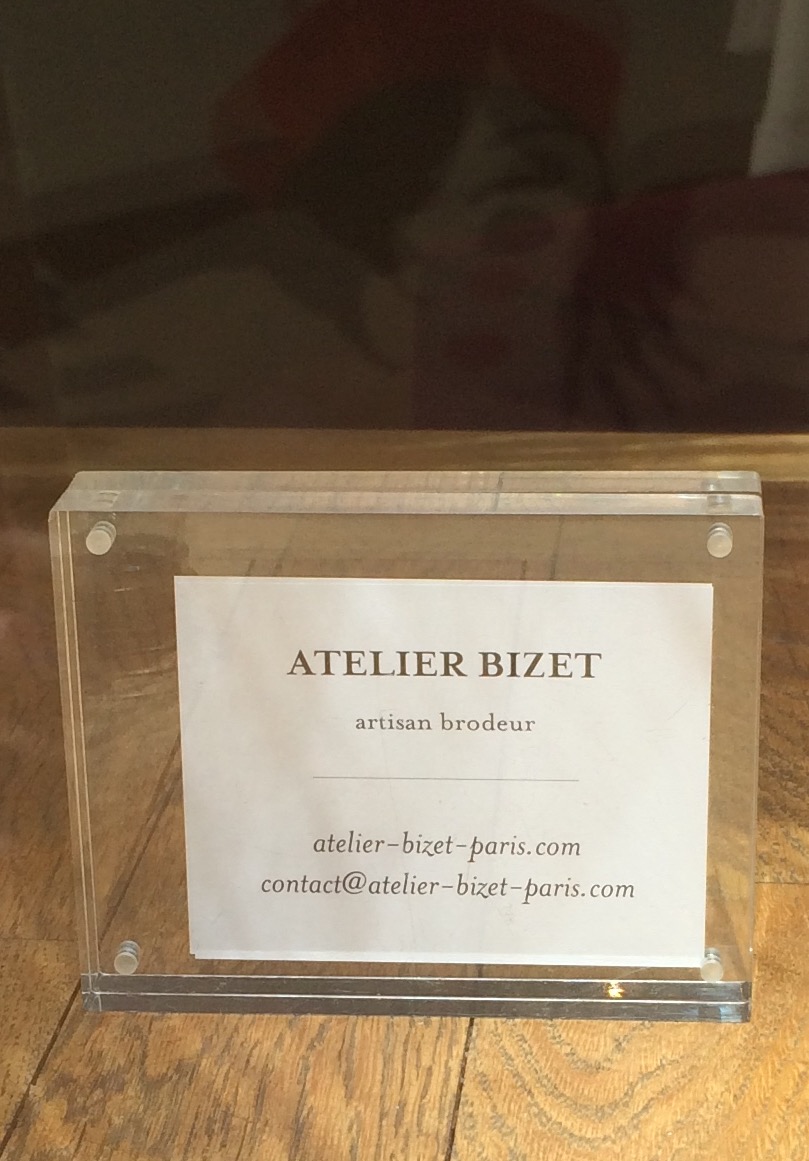 ATELIER BIZET
artisan brodeur
atelier-bizet-paris.com
contact@atelier-bizet-paris.com